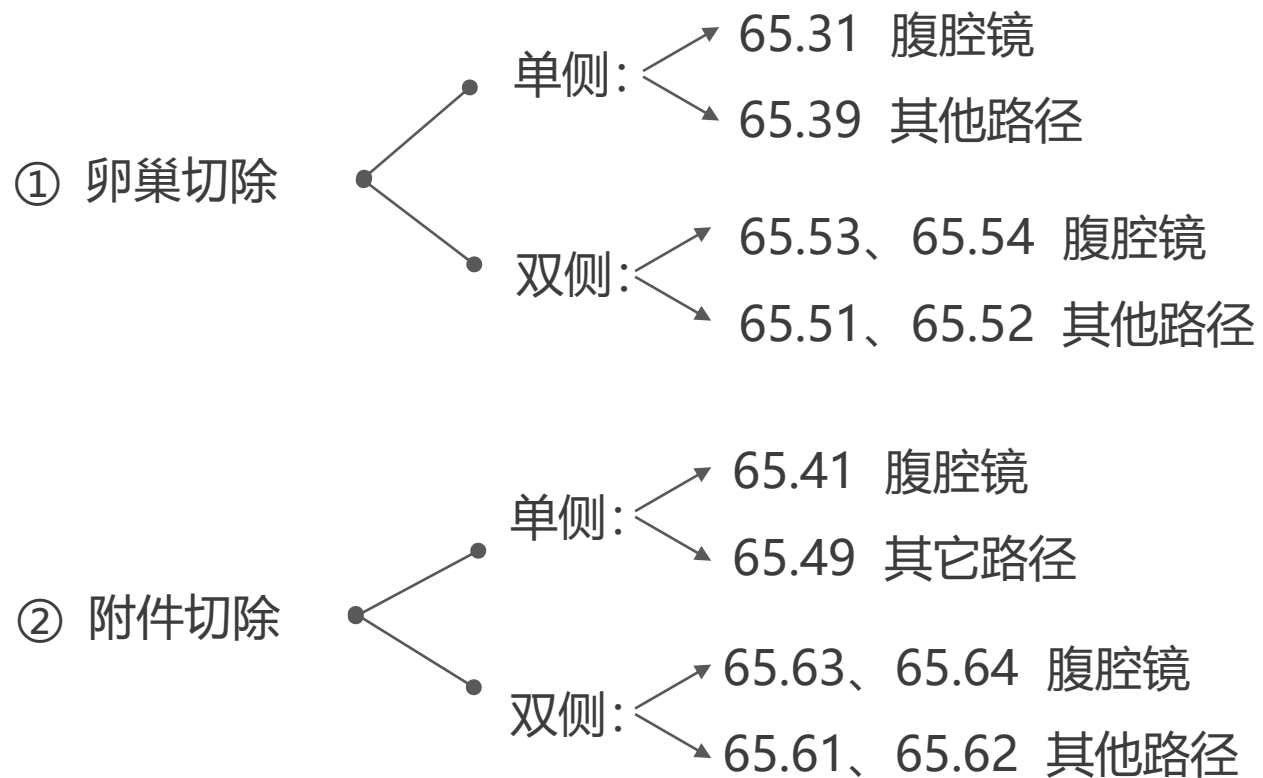 ① 卵巢切除
单侧：
65.31 腹腔镜
65.39 其他路径
双侧：
65.53、65.54 腹腔镜
65.51、65.52 其他路径
② 附件切除
单侧：
65.41 腹腔镜
65.49 其它路径
双侧：
65.63、65.64 腹腔镜
65.61、65.62 其他路径